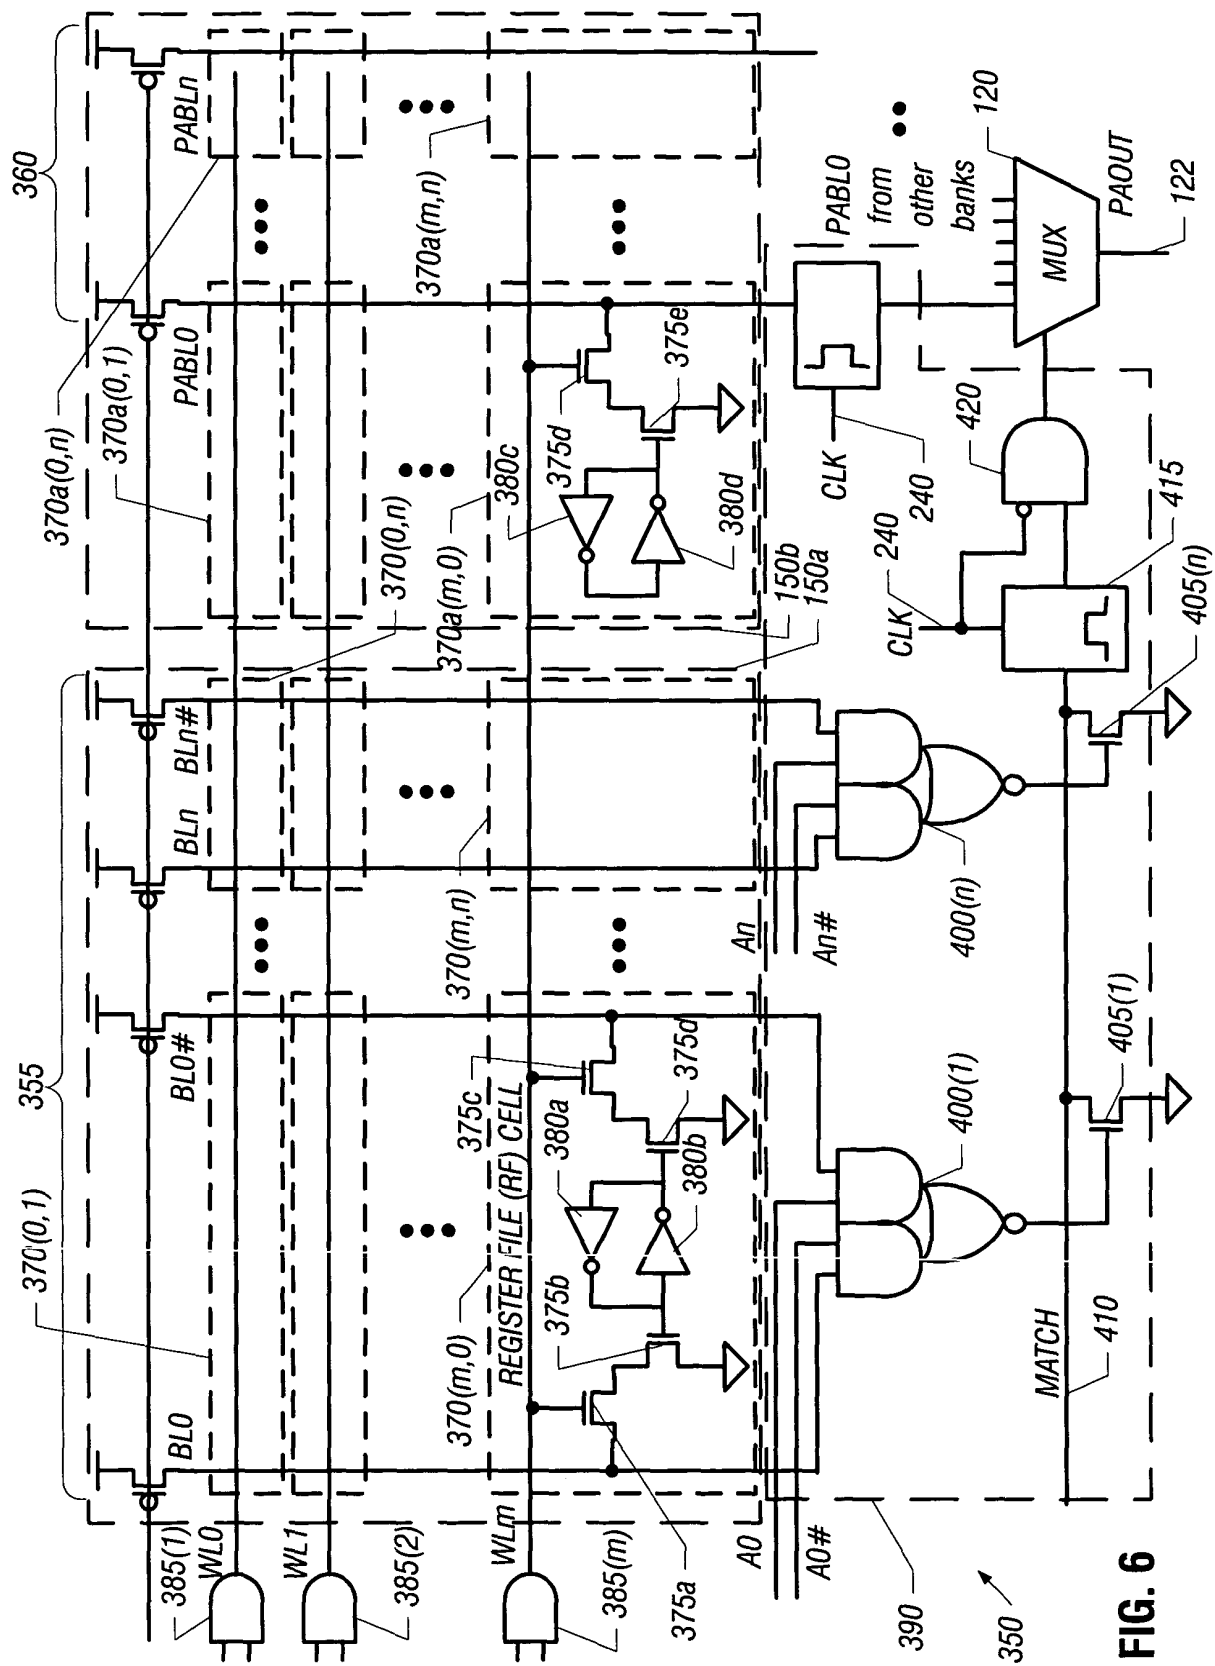 355
360
370(0,1)
370a(0,n)
370a(0,1)
385(1)
WL0
BL0
BL0#
BLn
BLn#
PABL0
PABLn
WL1
385(2)
370(0,n)
370(m,0)
370(m,n)
370a(m,0)
370a(m,n)
WLm
REGISTER FILE (RF) CELL
385(m)
375a
375b
375c
375d
380a
380b
380c
380d
375d
375e
150b
150a
A0
A0#
An
An#
CLK
240
PABL0
from
other
banks
390
400(1)
400(n)
CLK
240
420
120
MUX
PAOUT
122
MATCH
410
405(1)
405(n)
415
350
FIG. 6